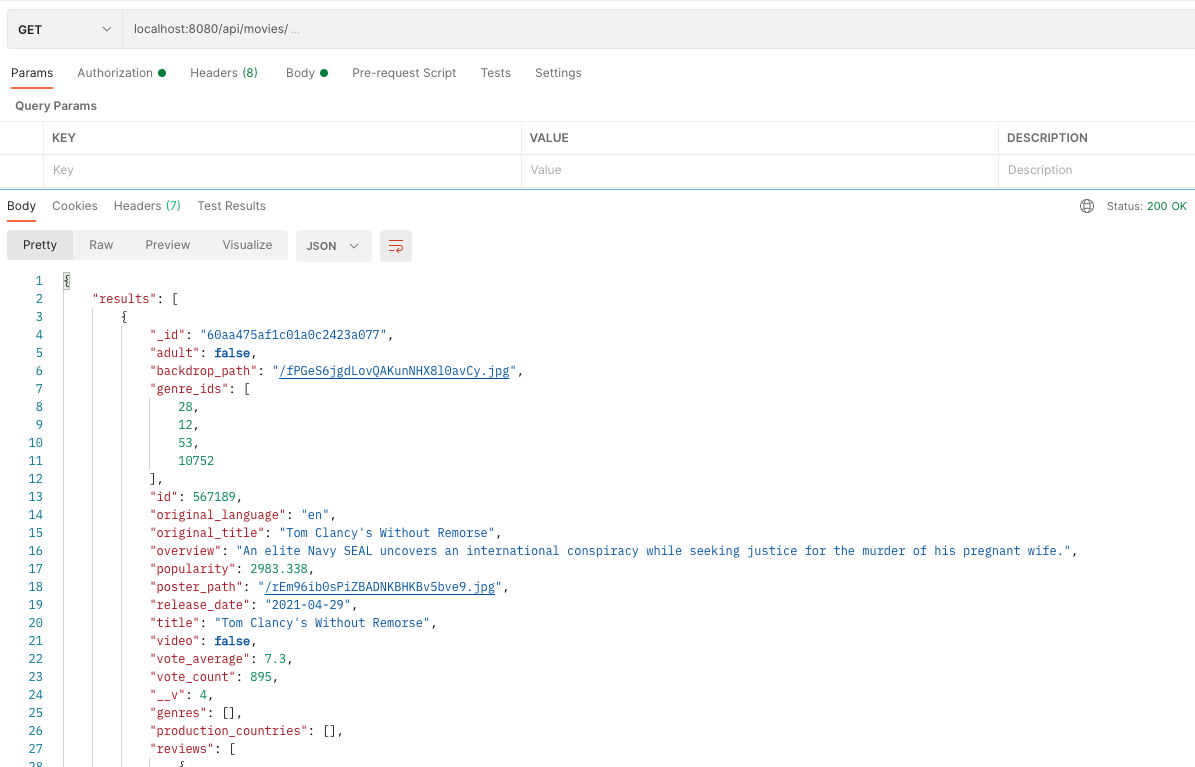 GET localhost:8080/api/movies/ ...
Params Authorization Headers (8) Body Pre-request Script Tests Settings
Query Params
KEY VALUE DESCRIPTION
Key Value Description
Body Cookies Headers (7) Test Results Status: 200 OK
Pretty Raw Preview Visualize JSON
1 {
2 "results": [
3 {
4 "_id": "60aa475af1c01a0c2423a077",
5 "adult": false,
6 "backdrop_path": "/fPGeS6jgdLovQAKunNHX8l0avCy.jpg",
7 "genre_ids": [
8 28,
9 12,
10 53,
11 10752
12 ],
13 "id": 567189,
14 "original_language": "en",
15 "original_title": "Tom Clancy's Without Remorse",
16 "overview": "An elite Navy SEAL uncovers an international conspiracy while seeking justice for the murder of his pregnant wife.",
17 "popularity": 2983.338,
18 "poster_path": "/rEm96ib0sPiZBADNKBHKBv5bve9.jpg",
19 "release_date": "2021-04-29",
20 "title": "Tom Clancy's Without Remorse",
21 "video": false,
22 "vote_average": 7.3,
23 "vote_count": 895,
24 "__v": 4,
25 "genres": [],
26 "production_countries": [],
27 "reviews": [
28 {